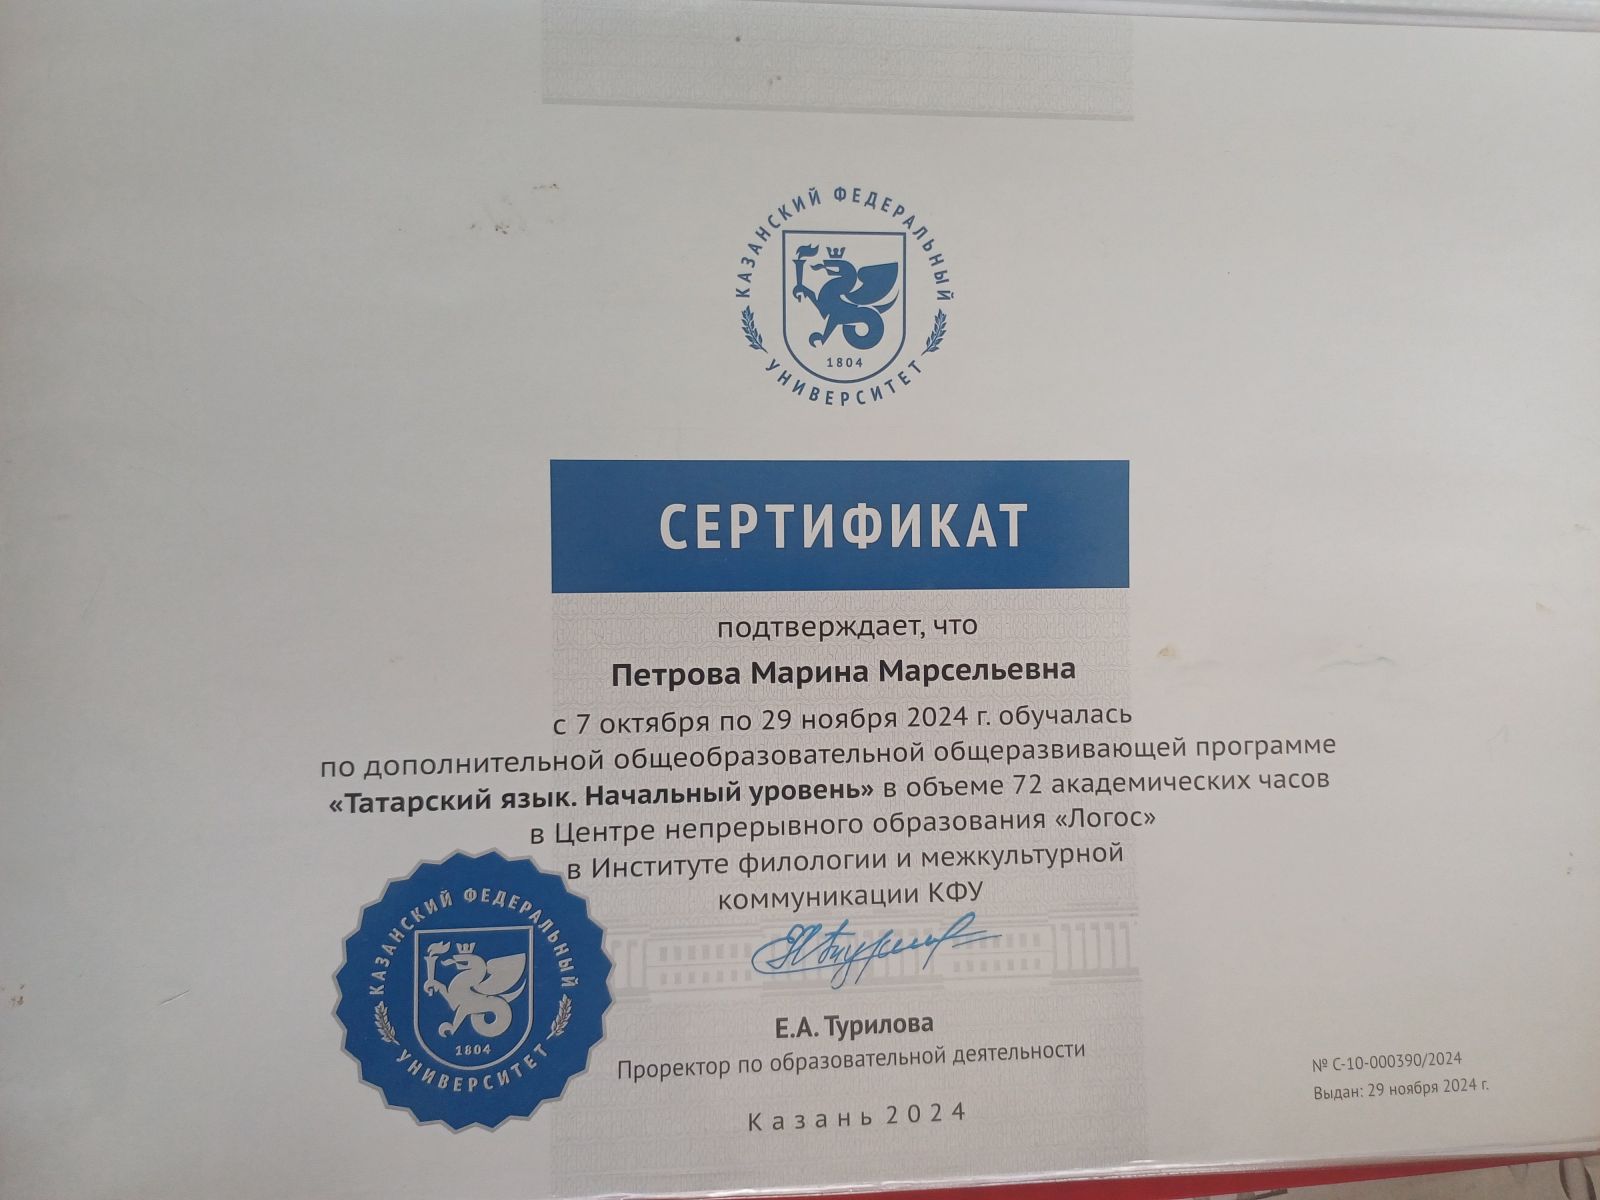 КАЗАНСКИЙ ФЕДЕРАЛЬНЫЙ
УНИВЕРСИТЕТ
1804
СЕРТИФИКАТ
подтверждает, что
Петрова Марина Марсельевна
с 7 октября по 29 ноября 2024 г. обучалась
по дополнительной общеобразовательной общеразвивающей программе
«Татарский язык. Начальный уровень» в объеме 72 академических часов
в Центре непрерывного образования «Логос»
в Институте филологии и межкультурной
коммуникации КФУ
КАЗАНСКИЙ ФЕДЕРАЛЬНЫЙ
УНИВЕРСИТЕТ
1804
Е.А. Турилова
Проректор по образовательной деятельности
Казань 2024
№ С-10-000390/2024
Выдан: 29 ноября 2024 г.